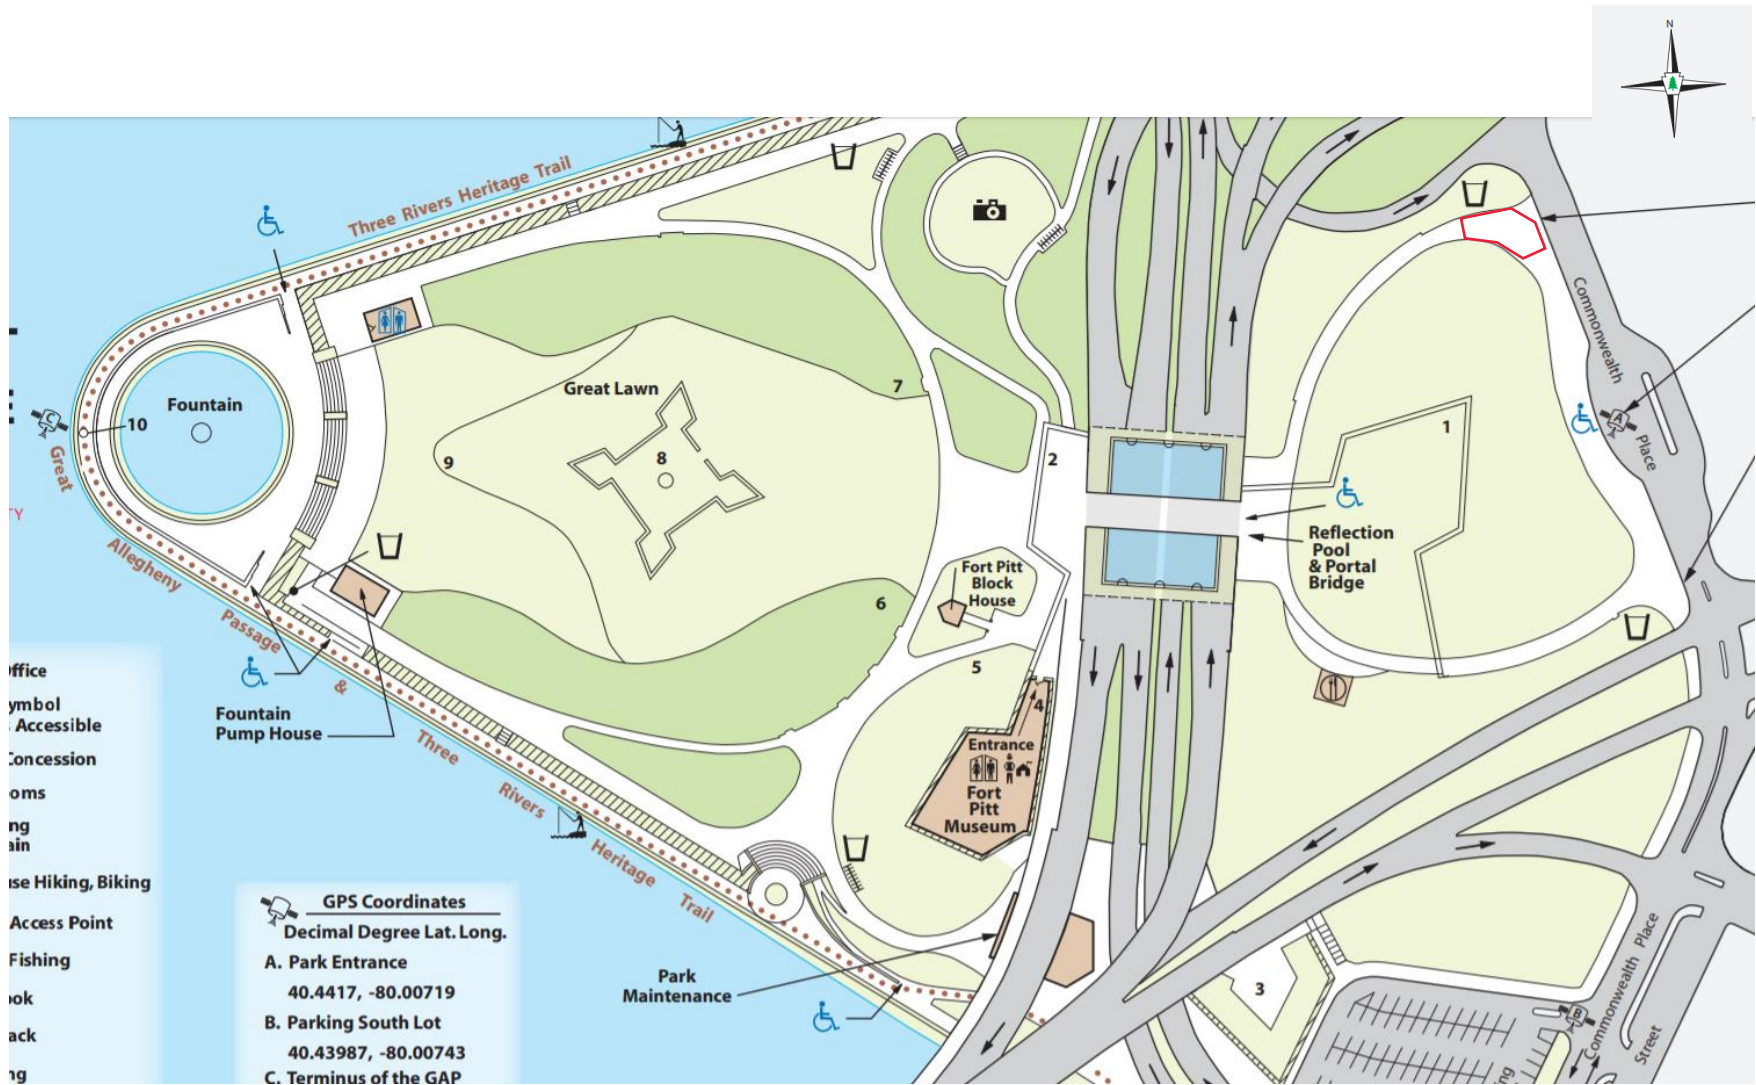 N
Three Rivers Heritage Trail
Commonwealth
Place
Great Lawn
7
Fountain
10
1
2
8
9
A
C
Great
TY
Reflection
Pool
& Portal
Bridge
Allegheny
Fort Pitt
Block
House
6
Passage
5
&
Fountain
Pump House
4
Entrance
Three
Fort
Pitt
Museum
Rivers
Heritage
Trail
ffice
ymbol
Accessible
Concession
oms
ng
ain
se Hiking, Biking
Access Point
Fishing
ok
ack
ng
GPS Coordinates
Decimal Degree Lat. Long.
A. Park Entrance
40.4417, -80.00719
B. Parking South Lot
40.43987, -80.00743
C. Terminus of the GAP
Park
Maintenance
3
B
Commonwealth Place
Street
ng